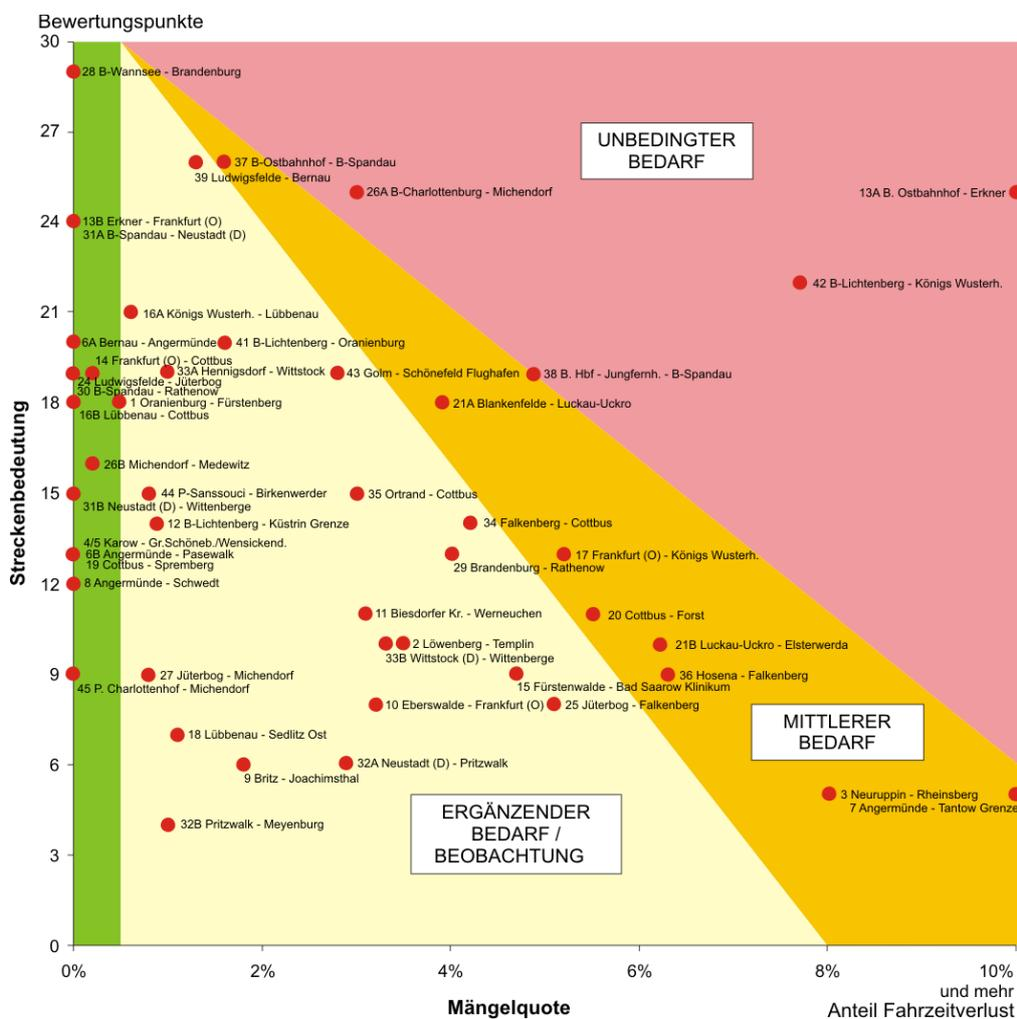 Bewertungspunkte
30
28 B-Wannsee - Brandenburg
27
UNBEDINGTER
BEDARF
37 B-Ostbahnhof - B-Spandau
39 Ludwigsfelde - Bernau
26A B-Charlottenburg - Michendorf
13A B. Ostbahnhof - Erkner
24
13B Erkner - Frankfurt (O)
31A B-Spandau - Neustadt (D)
42 B-Lichtenberg - Königs Wusterh.
21
16A Königs Wusterh. - Lübbenau
6A Bernau - Angermünde
41 B-Lichtenberg - Oranienburg
14 Frankfurt (O) - Cottbus
33A Hennigsdorf - Wittstock
43 Golm - Schönefeld Flughafen
38 B. Hbf - Jungfernh. - B-Spandau
24 Ludwigsfelde - Jüterbog
30 B-Spandau - Rathenow
18
1 Oranienburg - Fürstenberg
21A Blankenfelde - Luckau-Uckro
16B Lübbenau - Cottbus
26B Michendorf - Medewitz
15
44 P-Sanssouci - Birkenwerder
35 Ortrand - Cottbus
31B Neustadt (D) - Wittenberge
12 B-Lichtenberg - Küstrin Grenze
34 Falkenberg - Cottbus
4/5 Karow - Gr.Schöneb./Wensickend.
6B Angermünde - Pasewalk
17 Frankfurt (O) - Königs Wusterh.
19 Cottbus - Spremberg
29 Brandenburg - Rathenow
12
8 Angermünde - Schwedt
11 Biesdorfer Kr. - Werneuchen
20 Cottbus - Forst
2 Löwenberg - Templin
21B Luckau-Uckro - Elsterwerda
33B Wittstock (D) - Wittenberge
9
27 Jüterbog - Michendorf
36 Hosena - Falkenberg
45 P. Charlottenhof - Michendorf
15 Fürstenwalde - Bad Saarow Klinikum
10 Eberswalde - Frankfurt (O)
25 Jüterbog - Falkenberg
MITTLERER
BEDARF
18 Lübbenau - Sedlitz Ost
6
32A Neustadt (D) - Pritzwalk
9 Britz - Joachimsthal
3 Neuruppin - Rheinsberg
7 Angermünde - Tantow Grenze
ERGÄNZENDER
BEDARF /
BEOBACHTUNG
32B Pritzwalk - Meyenburg
3
0
Streckenbedeutung
0%
2%
4%
6%
8%
10%
und mehr
Mängelquote
Anteil Fahrzeitverlust